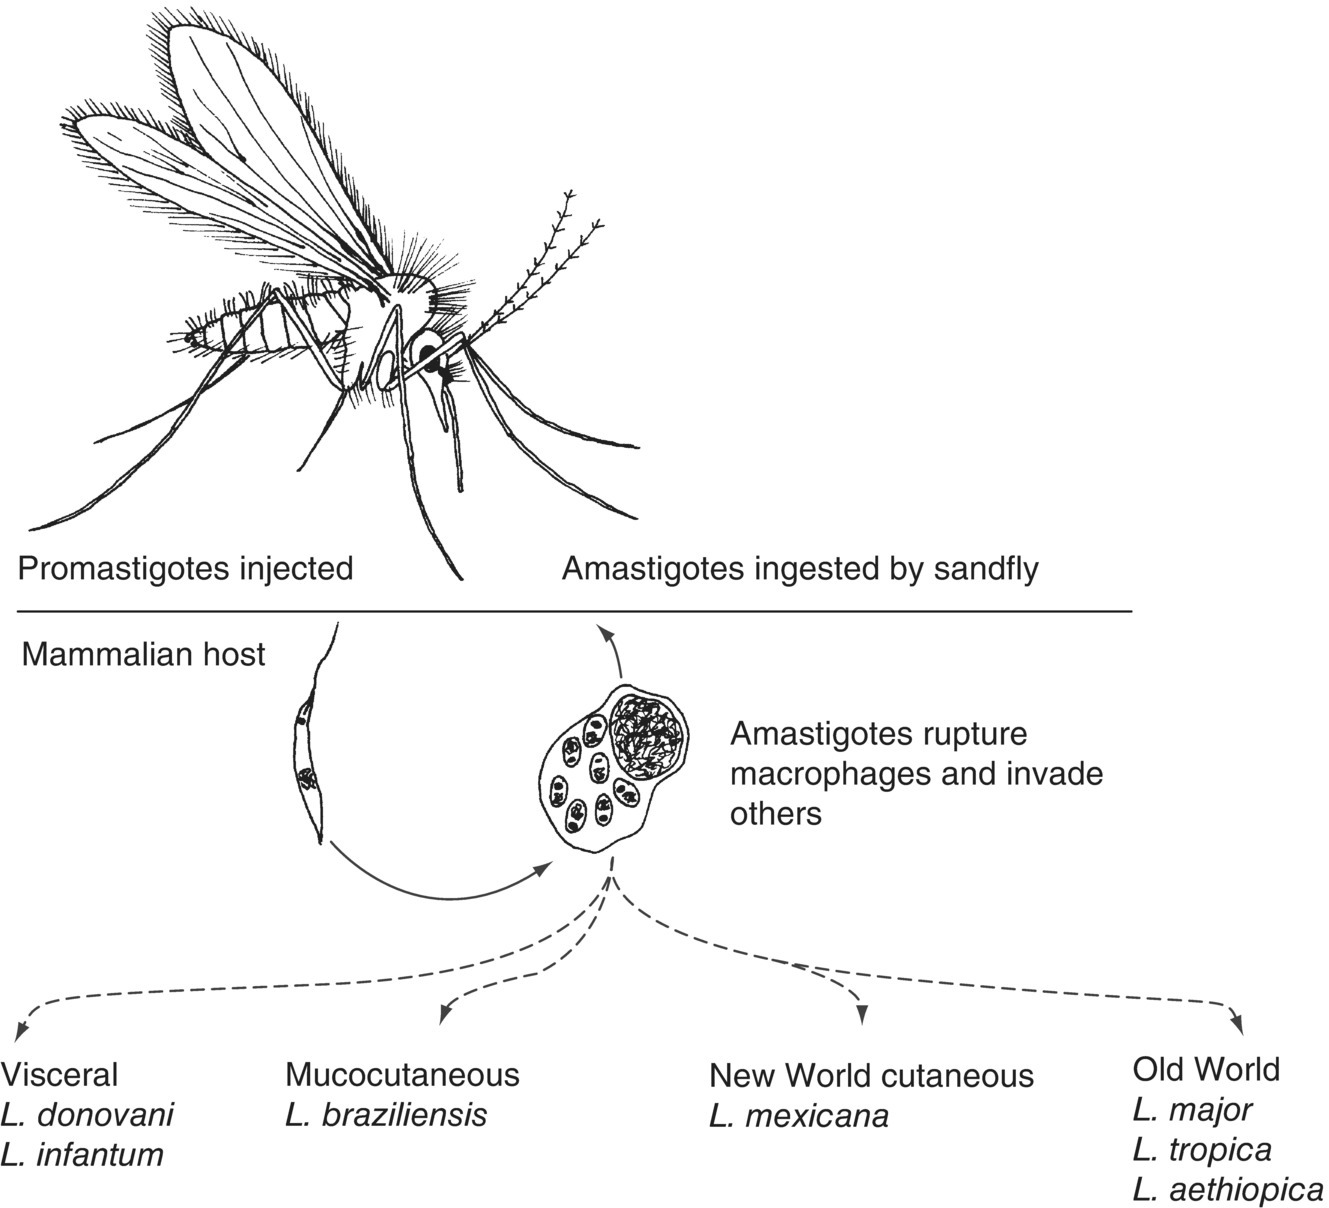 Promastigotes injected
Amastigotes ingested by sandfly
Mammalian host
Amastigotes rupture
macrophages and invade
others
Visceral
L. donovani
L. infantum
Mucocutaneous
L. braziliensis
New World cutaneous
L. mexicana
Old World
L. major
L. tropica
L. aethiopica